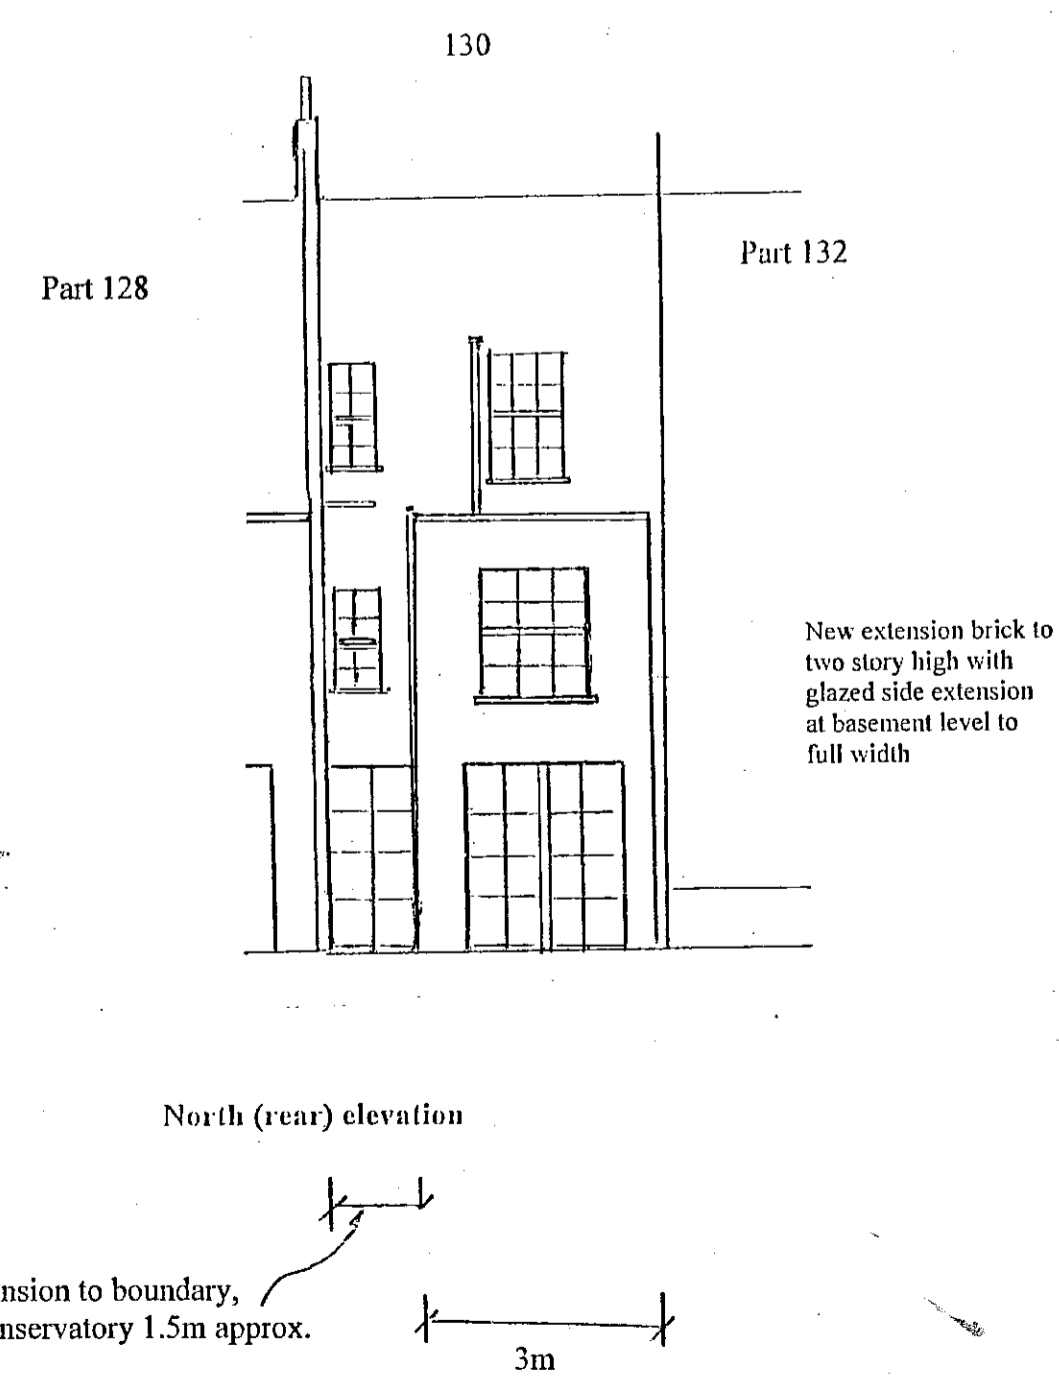 130
Part 128
Part 132
New extension brick to
two story high with
glazed side extension
at basement level to
full width
North (rear) elevation
nsion to boundary,
nservatory 1.5m approx.
3m